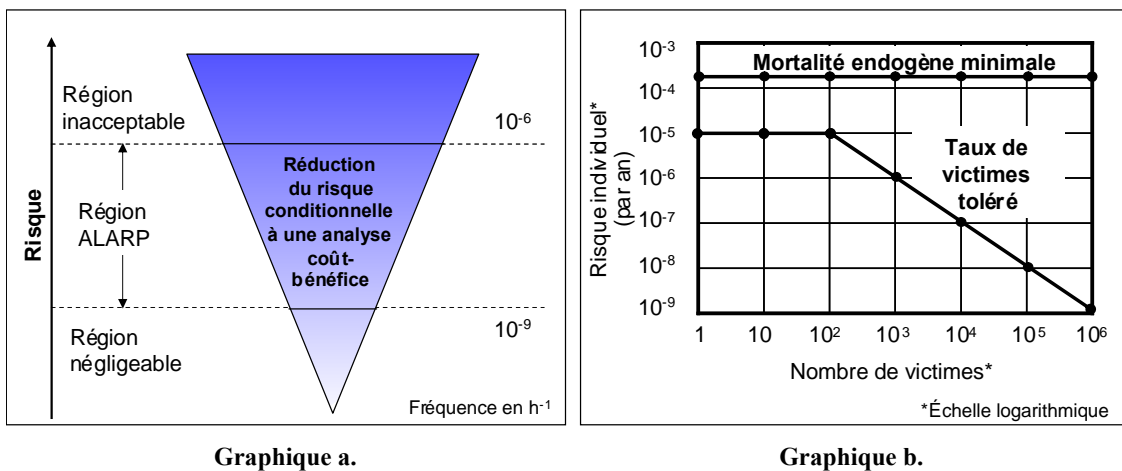 Risque
Région
inacceptable
10-6
Réduction
du risque
conditionnelle
à une analyse
coût-
bénéfice
Région
ALARP
10-9
Région
négligeable
Fréquence en h-1
Graphique a.
Risque individuel*
(par an)
10-3
10-4
10-5
10-6
10-7
10-8
10-9
Mortalité endogène minimale
Taux de
victimes
toléré
1 10 10² 10³ 10⁴ 10⁵ 10⁶
Nombre de victimes*
*Échelle logarithmique
Graphique b.